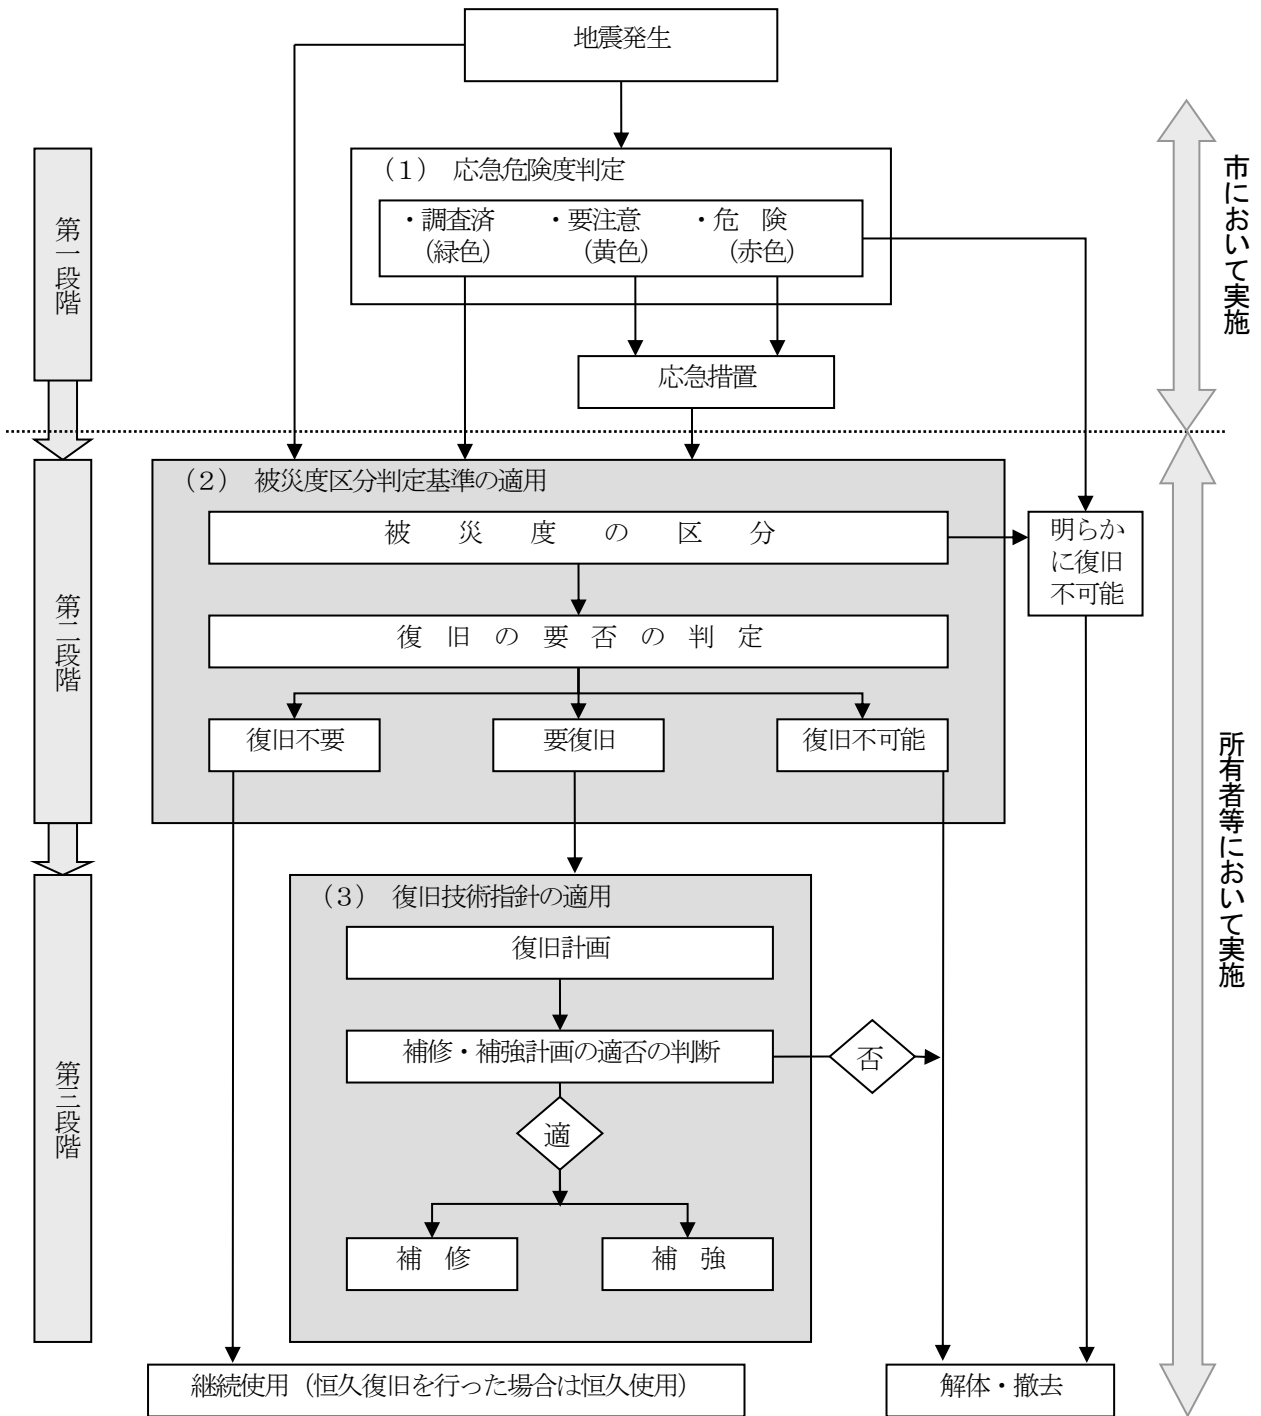 地震発生
(1) 応急危険度判定
・調査済
(緑色)
・要注意
(黄色)
・危　険
(赤色)
応急措置
第一段階
市において実施
(2) 被災度区分判定基準の適用
被　災　度　の　区　分
明らか
に復旧
不可能
復　旧　の　要　否　の　判　定
復旧不要
要復旧
復旧不可能
第二段階
所有者等において実施
(3) 復旧技術指針の適用
復旧計画
補修・補強計画の適否の判断
否
適
補　修
補　強
第三段階
継続使用（恒久復旧を行った場合は恒久使用）
解体・撤去